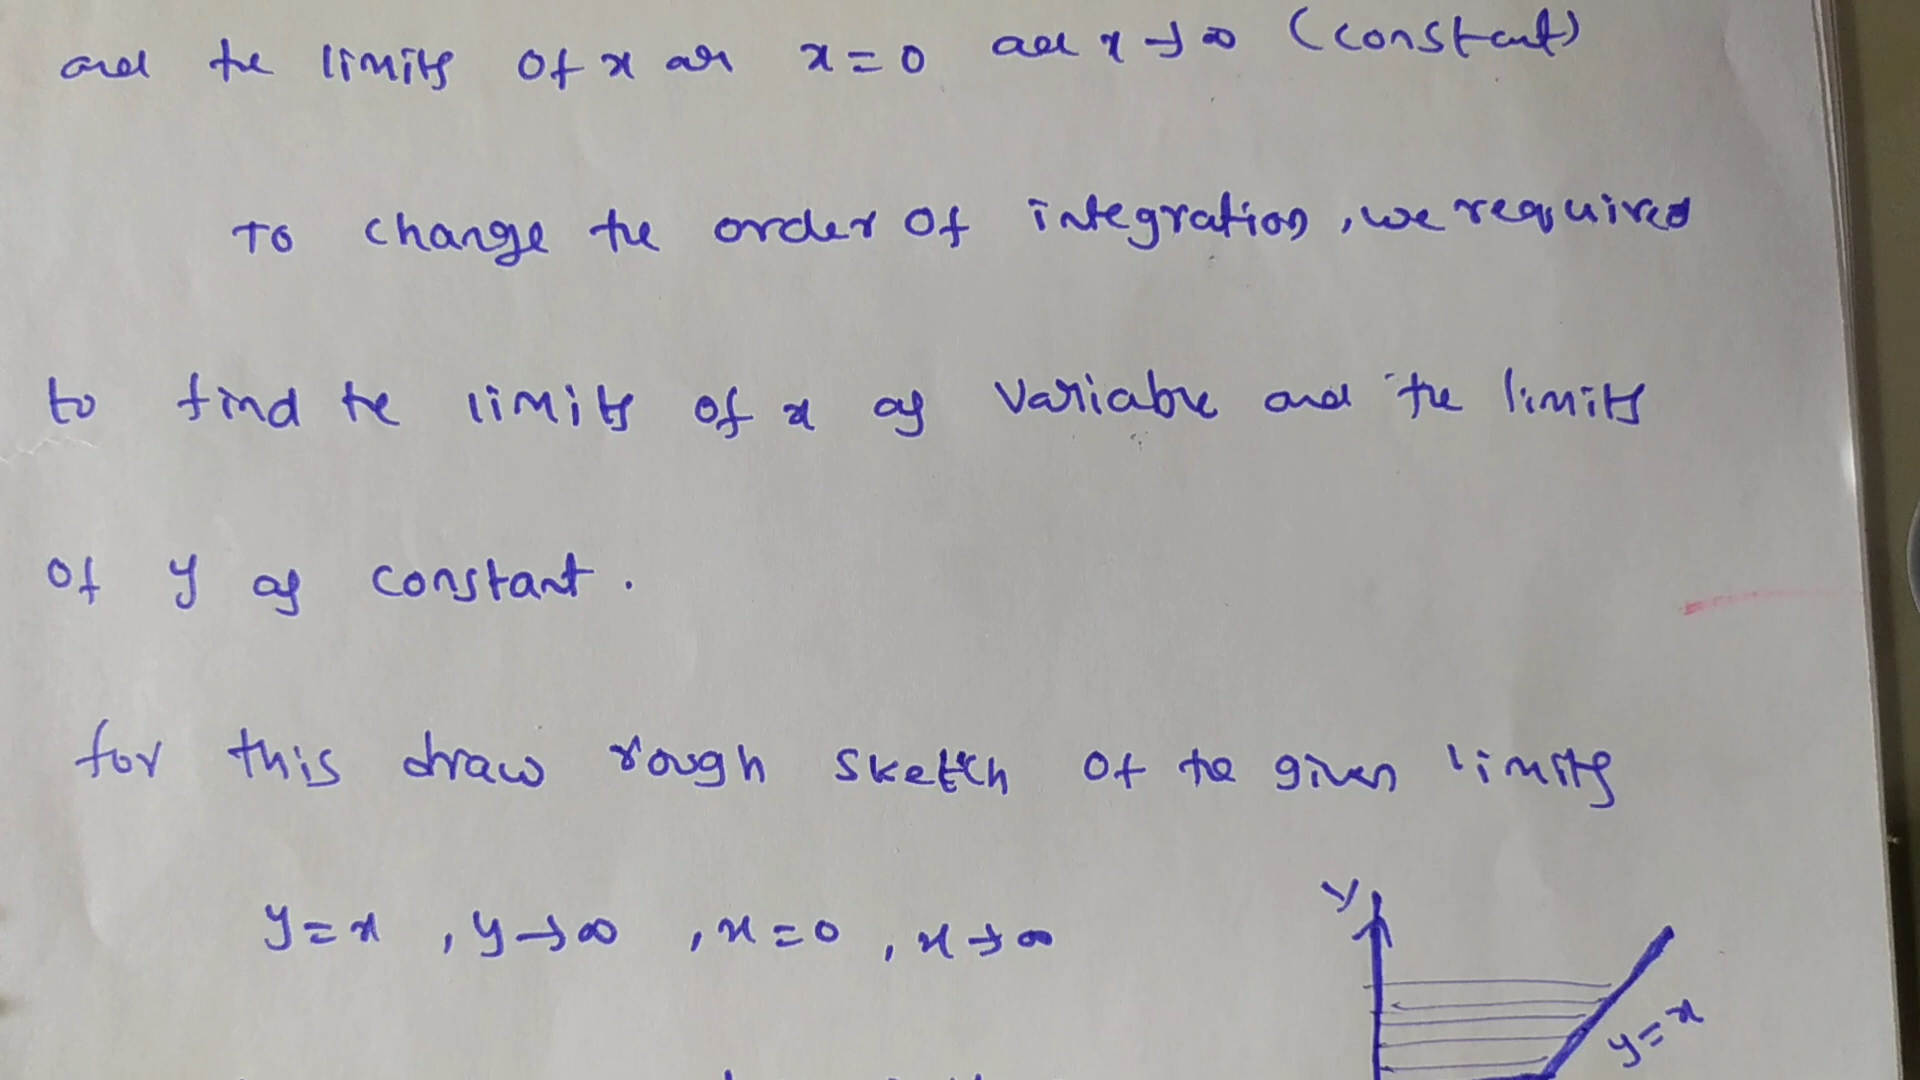 and the limits of x are x=0 and x→∞ (constant)
To change the order of integration, we required
to find the limits of x as variable and the limits
of y as constant.
for this draw rough sketch of the given limits
y=x , y→∞ , x=0 , x→∞
y
y=x